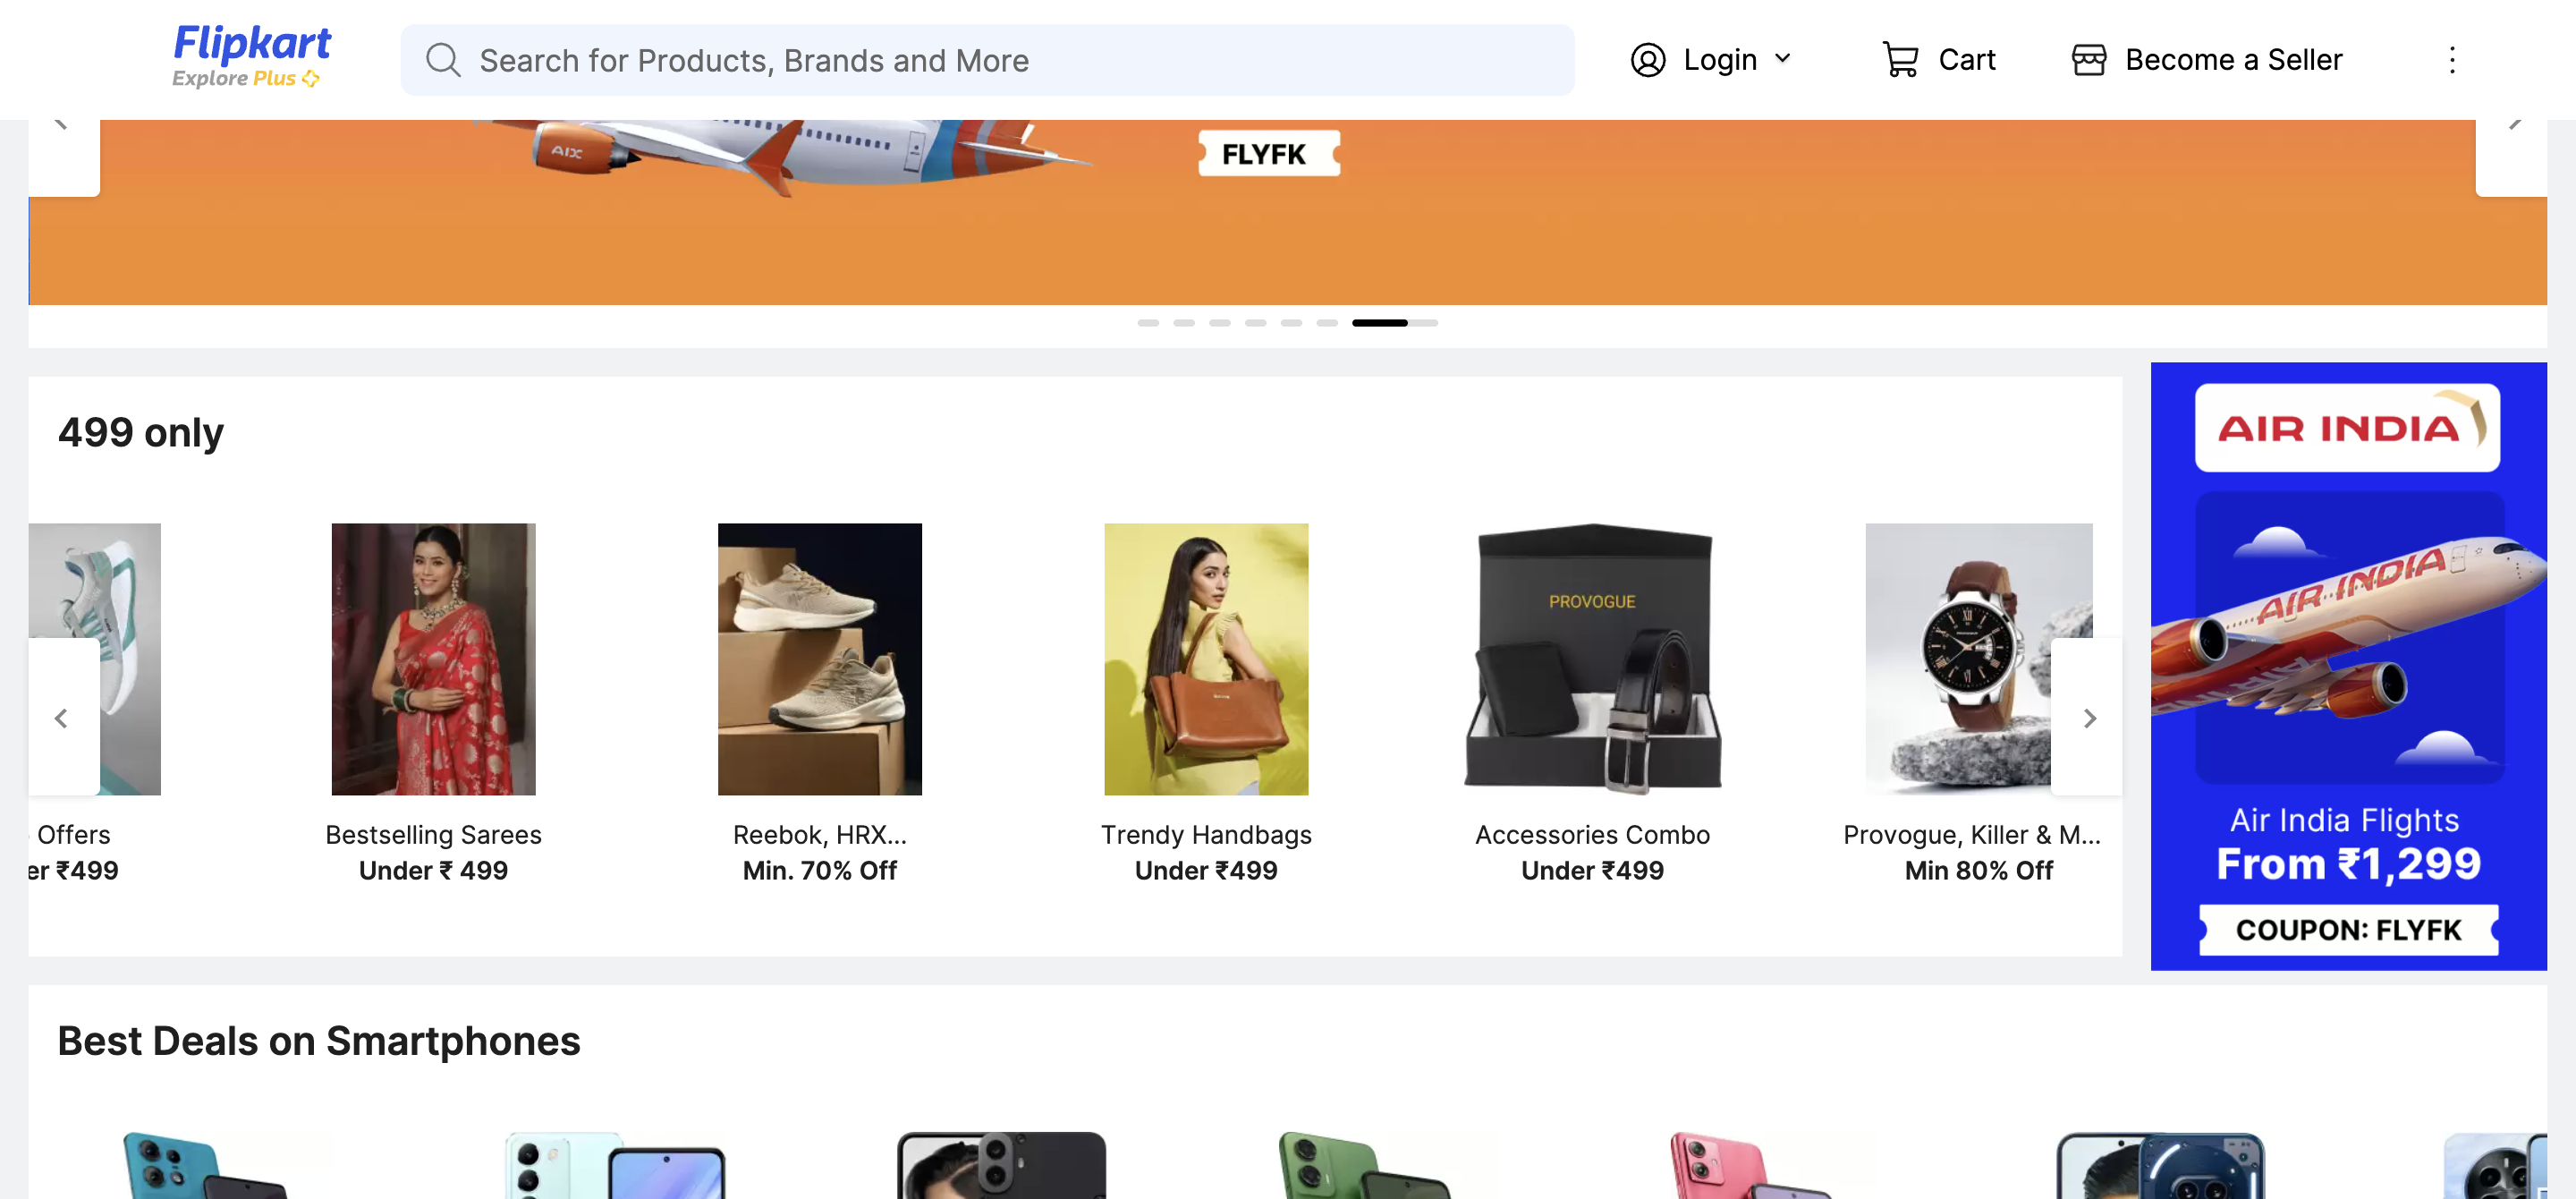 Flipkart
Explore Plus
Search for Products, Brands and More
Login
Cart
Become a Seller
AIX
FLYFK
499 only
AIR INDIA
PROVOGUE
AIR INDIA
Offers
₹499
Bestselling Sarees
Under ₹ 499
Reebok, HRX...
Min. 70% Off
Trendy Handbags
Under ₹499
Accessories Combo
Under ₹499
Provogue, Killer & M...
Min 80% Off
Air India Flights
From ₹1,299
COUPON: FLYFK
Best Deals on Smartphones